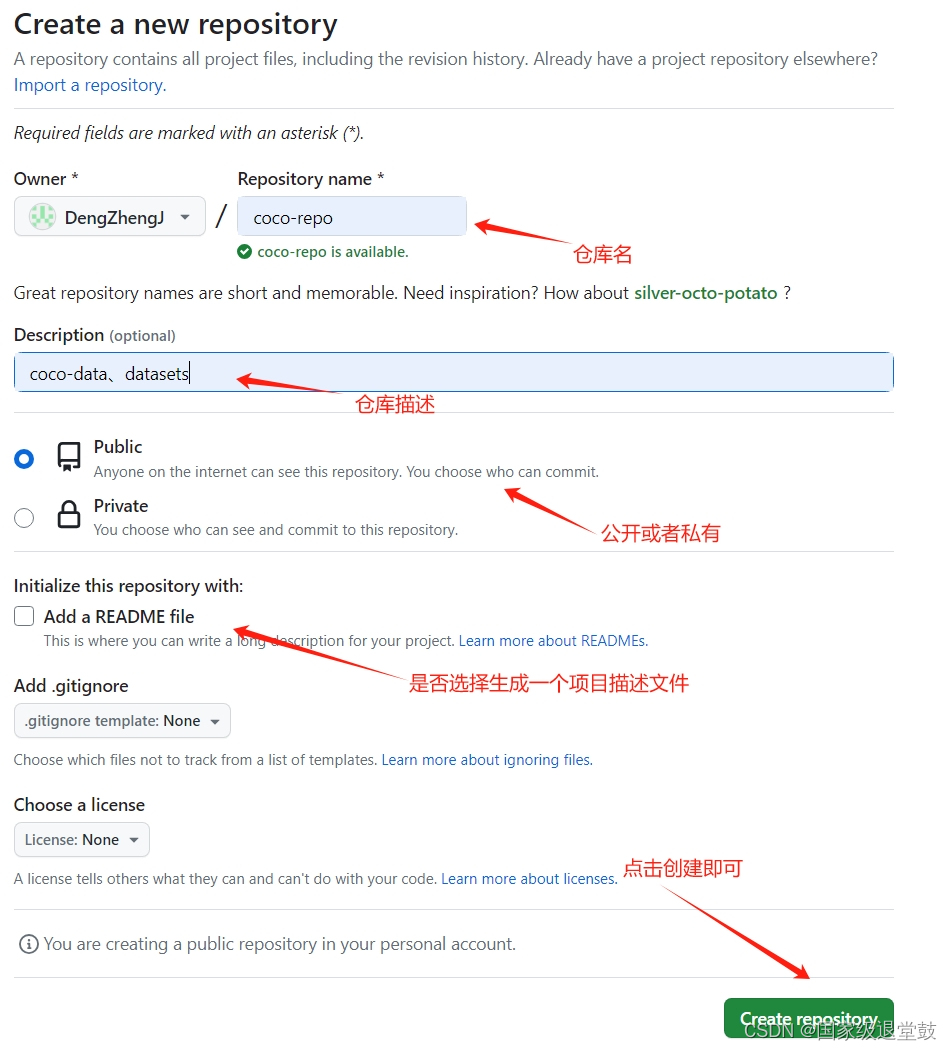 Create a new repository
A repository contains all project files, including the revision history. Already have a project repository elsewhere?
Import a repository.
Required fields are marked with an asterisk (*).
Owner * Repository name *
DengZhengJ / coco-repo
仓库名
coco-repo is available.
Great repository names are short and memorable. Need inspiration? How about silver-octo-potato ?
Description (optional)
coco-data、datasets
仓库描述
Public
Anyone on the internet can see this repository. You choose who can commit.
Private
You choose who can see and commit to this repository.
公开或者私有
Initialize this repository with:
Add a README file
This is where you can write a long description for your project. Learn more about READMEs.
是否选择生成一个项目描述文件
Add .gitignore
.gitignore template: None
Choose which files not to track from a list of templates. Learn more about ignoring files.
Choose a license
License: None
点击创建即可
A license tells others what they can and can't do with your code. Learn more about licenses.
You are creating a public repository in your personal account.
Create repository
CSDN @国家级退堂鼓